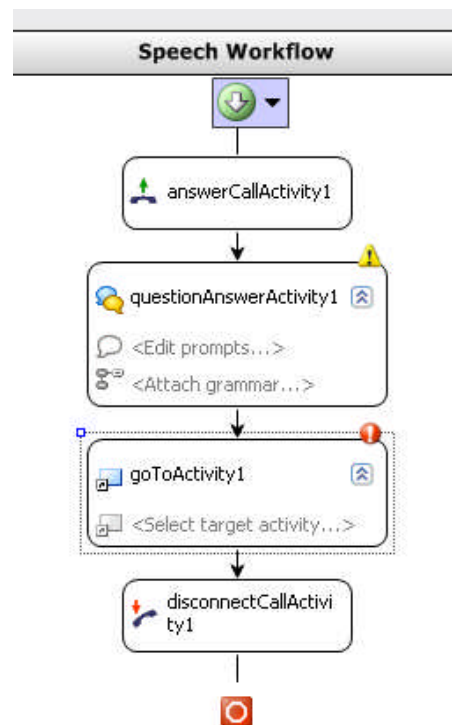 Speech Workflow
answerCallActivity1
questionAnswerActivity1
<Edit prompts...>
<Attach grammar...>
goToActivity1
<Select target activity...>
disconnectCallActivi
ty1